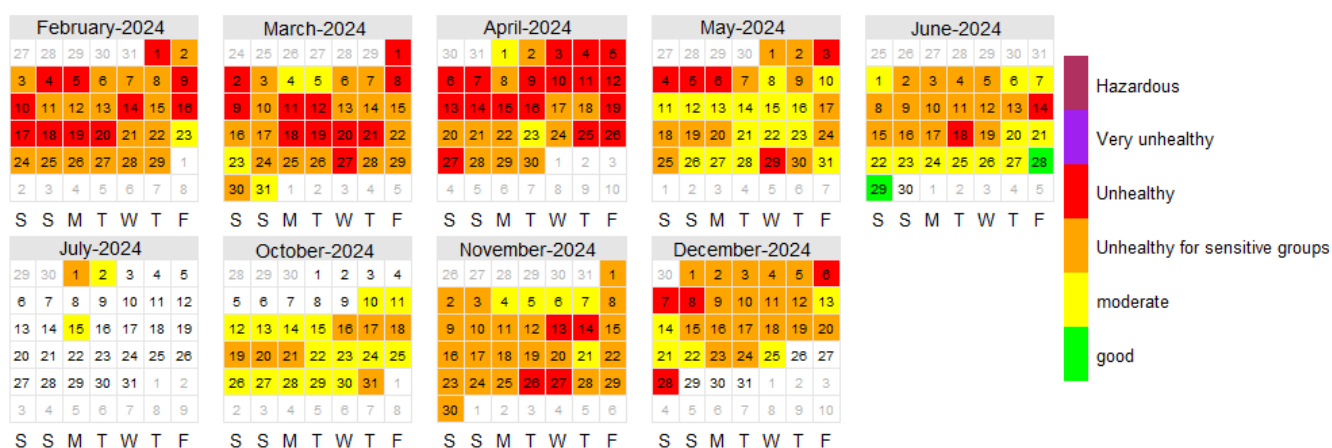 February-2024
27 28 29 30 31 1 2
3 4 5 6 7 8 9
10 11 12 13 14 15 16
17 18 19 20 21 22 23
24 25 26 27 28 29 1
2 3 4 5 6 7 8
S S M T W T F
March-2024
24 25 26 27 28 29 1
2 3 4 5 6 7 8
9 10 11 12 13 14 15
16 17 18 19 20 21 22
23 24 25 26 27 28 29
30 31 1 2 3 4 5
S S M T W T F
April-2024
30 31 1 2 3 4 5
6 7 8 9 10 11 12
13 14 15 16 17 18 19
20 21 22 23 24 25 26
27 28 29 30 1 2 3
4 5 6 7 8 9 10
S S M T W T F
May-2024
27 28 29 30 1 2 3
4 5 6 7 8 9 10
11 12 13 14 15 16 17
18 19 20 21 22 23 24
25 26 27 28 29 30 31
1 2 3 4 5 6 7
S S M T W T F
June-2024
25 26 27 28 29 30 31
1 2 3 4 5 6 7
8 9 10 11 12 13 14
15 16 17 18 19 20 21
22 23 24 25 26 27 28
29 30 1 2 3 4 5
S S M T W T F
July-2024
29 30 1 2 3 4 5
6 7 8 9 10 11 12
13 14 15 16 17 18 19
20 21 22 23 24 25 26
27 28 29 30 31 1 2
3 4 5 6 7 8 9
S S M T W T F
October-2024
28 29 30 1 2 3 4
5 6 7 8 9 10 11
12 13 14 15 16 17 18
19 20 21 22 23 24 25
26 27 28 29 30 31 1
2 3 4 5 6 7 8
S S M T W T F
November-2024
26 27 28 29 30 31 1
2 3 4 5 6 7 8
9 10 11 12 13 14 15
16 17 18 19 20 21 22
23 24 25 26 27 28 29
30 1 2 3 4 5 6
S S M T W T F
December-2024
30 1 2 3 4 5 6
7 8 9 10 11 12 13
14 15 16 17 18 19 20
21 22 23 24 25 26 27
28 29 30 31 1 2 3
4 5 6 7 8 9 10
S S M T W T F
Hazardous
Very unhealthy
Unhealthy
Unhealthy for sensitive groups
moderate
good